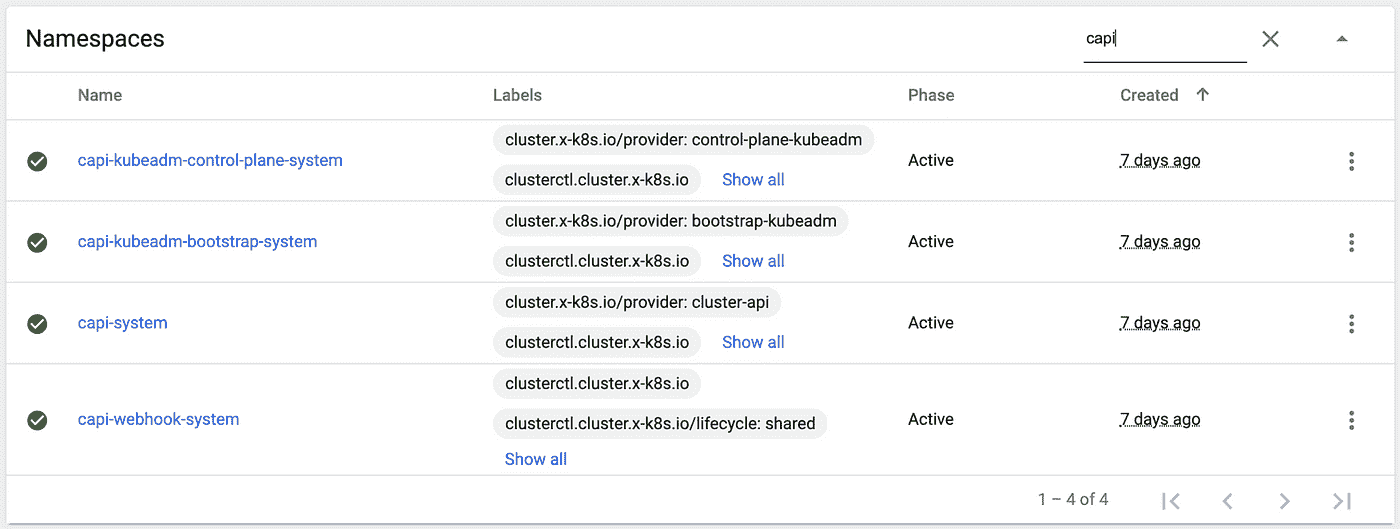 Namespaces
capi
Name Labels Phase Created
cluster.x-k8s.io/provider: control-plane-kubeadm
capi-kubeadm-control-plane-system Active 7 days ago
clusterctl.cluster.x-k8s.io Show all
cluster.x-k8s.io/provider: bootstrap-kubeadm
capi-kubeadm-bootstrap-system Active 7 days ago
clusterctl.cluster.x-k8s.io Show all
cluster.x-k8s.io/provider: cluster-api
capi-system Active 7 days ago
clusterctl.cluster.x-k8s.io Show all
clusterctl.cluster.x-k8s.io
capi-webhook-system Active 7 days ago
clusterctl.cluster.x-k8s.io/lifecycle: shared
Show all
1 – 4 of 4